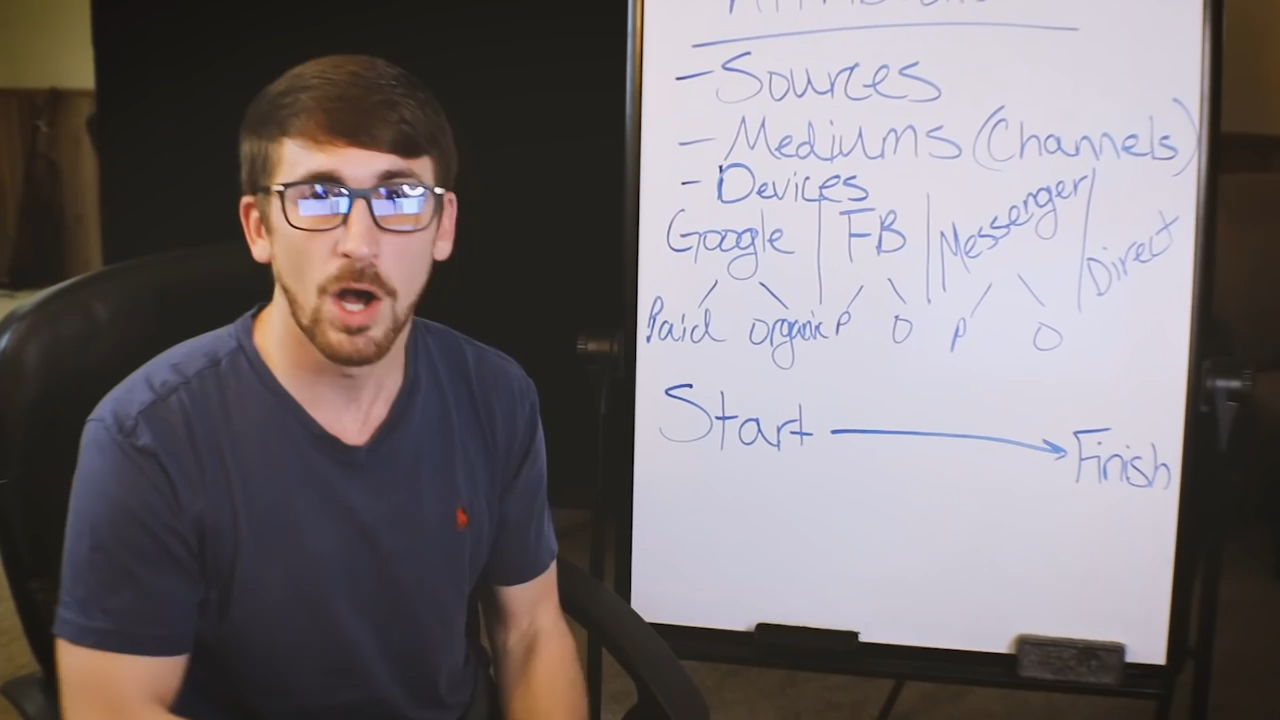 - Sources
- Mediums (Channels)
- Devices
Google | FB | Messenger | Direct
Paid Organic P O P O
Start → Finish